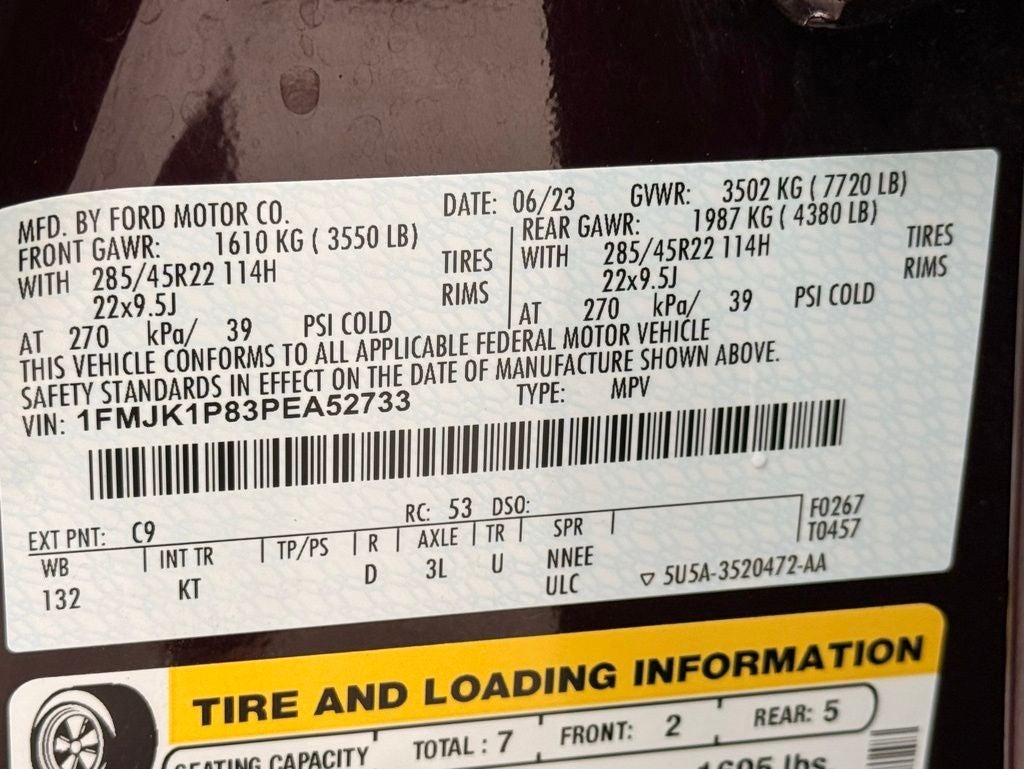 MFD. BY FORD MOTOR CO. DATE: 06/23 GVWR: 3502 KG ( 7720 LB)
FRONT GAWR: 1610 KG ( 3550 LB) REAR GAWR: 1987 KG ( 4380 LB)
WITH 285/45R22 114H TIRES WITH 285/45R22 114H TIRES
22x9.5J RIMS 22x9.5J RIMS
AT 270 kPa/ 39 PSI COLD AT 270 kPa/ 39 PSI COLD
THIS VEHICLE CONFORMS TO ALL APPLICABLE FEDERAL MOTOR VEHICLE
SAFETY STANDARDS IN EFFECT ON THE DATE OF MANUFACTURE SHOWN ABOVE.
VIN: 1FMJK1P83PEA52733 TYPE: MPV
EXT PNT: C9 RC: 53 DSO: F0267
WB INT TR TP/PS R AXLE TR SPR T0457
132 KT D 3L U NNEE
ULC ▽ 5U5A-3520472-AA
TIRE AND LOADING INFORMATION
SEATING CAPACITY TOTAL : 7 FRONT: 2 REAR: 5
lbs